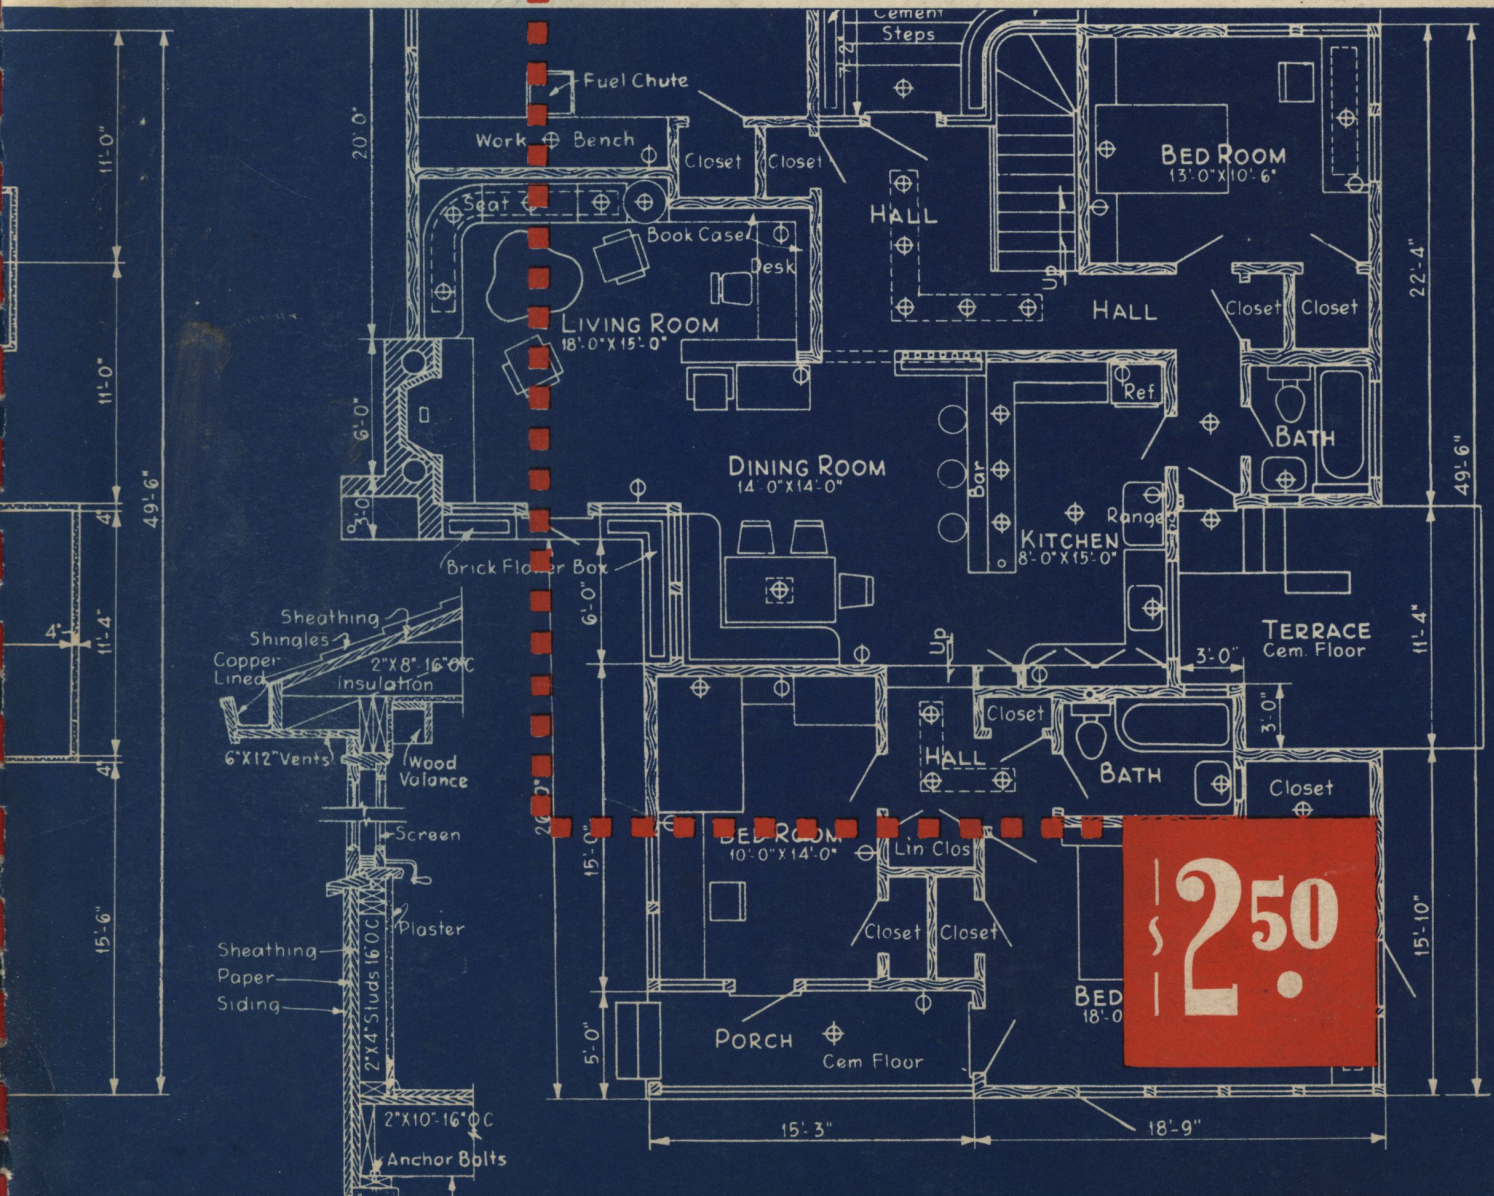 Cement
Steps
Fuel Chute
Work Bench
Closet
Closet
BED ROOM
13'-0"X10'-6"
20'-0"
11'-0"
Seat
HALL
Book Case
Desk
Up
22'-4"
LIVING ROOM
18'-0"X15'-0"
HALL
Closet
Closet
11'-0"
6'-0"
Ref.
BATH
DINING ROOM
14'-0"X14'-0"
Bar
49'-6"
49'-6"
3'-0"
4"
Range
KITCHEN
8'-0"X15'-0"
Brick Flower Box
6'-0"
Sheathing
Shingles
Copper
Lined
2"X8"-16"O.C
Insulation
4"
11'-4"
Up
TERRACE
Cem. Floor
3'-0"
11'-4"
3'-0"
Closet
HALL
BATH
6"X12" Vents
Wood
Valance
4"
Closet
Screen
BED ROOM
10'-0"X14'-0"
15'-0"
Lin Clos
$2.50
Plaster
Closet
Closet
15'-6"
15'-10"
Sheathing
Paper
Siding
2"X4" Studs 16"O.C
BED
18'-0
PORCH
Cem Floor
5'-0"
2"X10"-16"O.C
15'-3"
18'-9"
Anchor Bolts